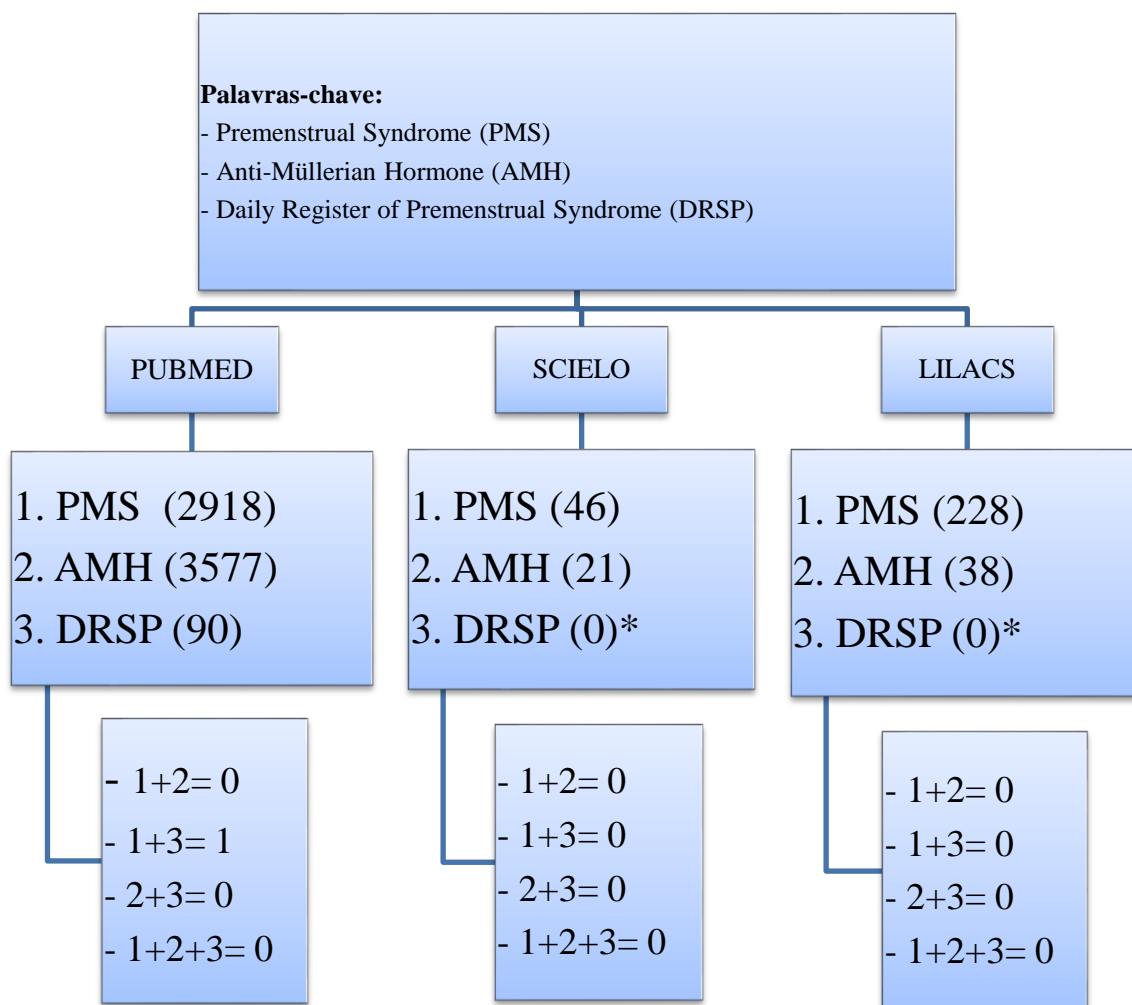 Palavras-chave:
- Premenstrual Syndrome (PMS)
- Anti-Müllerian Hormone (AMH)
- Daily Register of Premenstrual Syndrome (DRSP)
PUBMED
SCIELO
LILACS
1. PMS (2918)
2. AMH (3577)
3. DRSP (90)
1. PMS (46)
2. AMH (21)
3. DRSP (0)*
1. PMS (228)
2. AMH (38)
3. DRSP (0)*
- 1+2= 0
- 1+3= 1
- 2+3= 0
- 1+2+3= 0
- 1+2= 0
- 1+3= 0
- 2+3= 0
- 1+2+3= 0
- 1+2= 0
- 1+3= 0
- 2+3= 0
- 1+2+3= 0